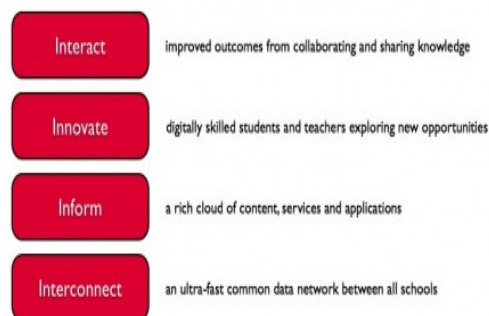 Interact improved outcomes from collaborating and sharing knowledge
Innovate digitally skilled students and teachers exploring new opportunities
Inform a rich cloud of content, services and applications
Interconnect an ultra-fast common data network between all schools